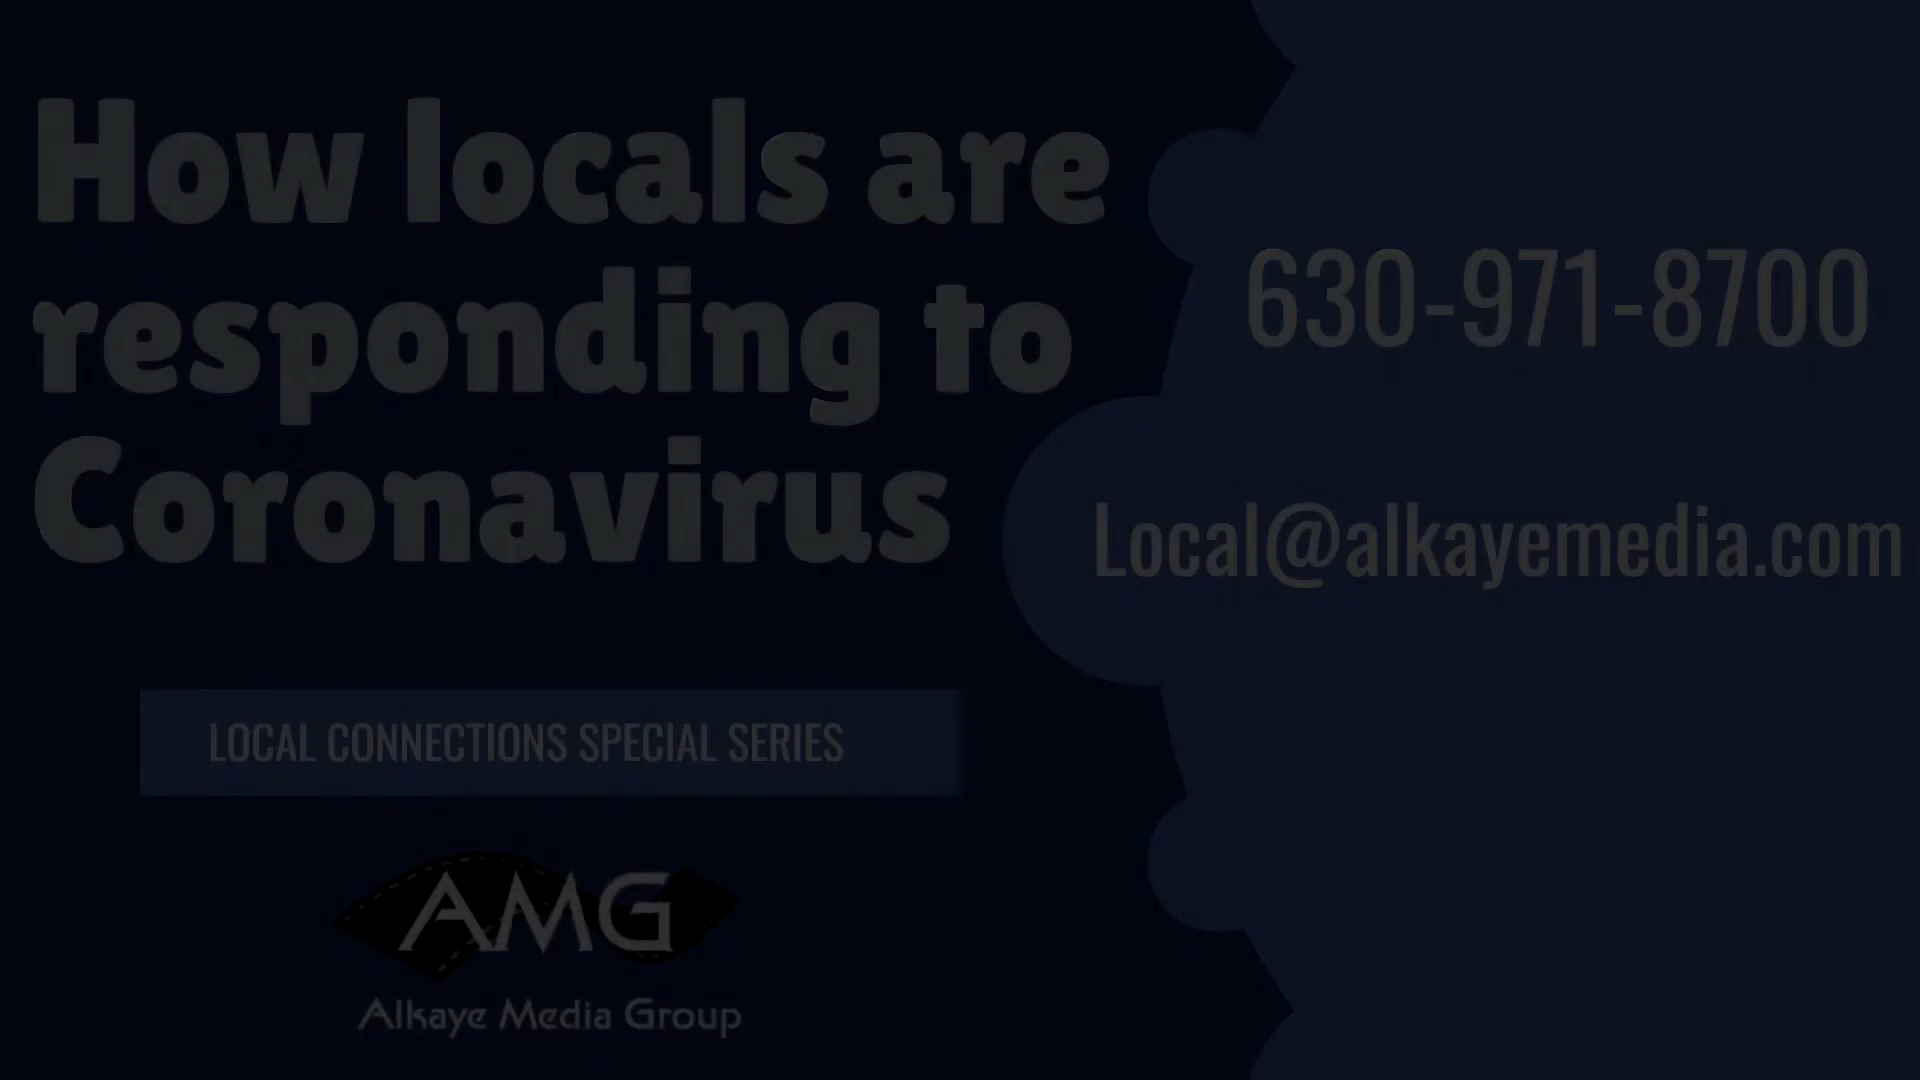 How locals are
responding to
Coronavirus
630-971-8700
Local@alkayemedia.com
LOCAL CONNECTIONS SPECIAL SERIES
AMG
Alkaye Media Group